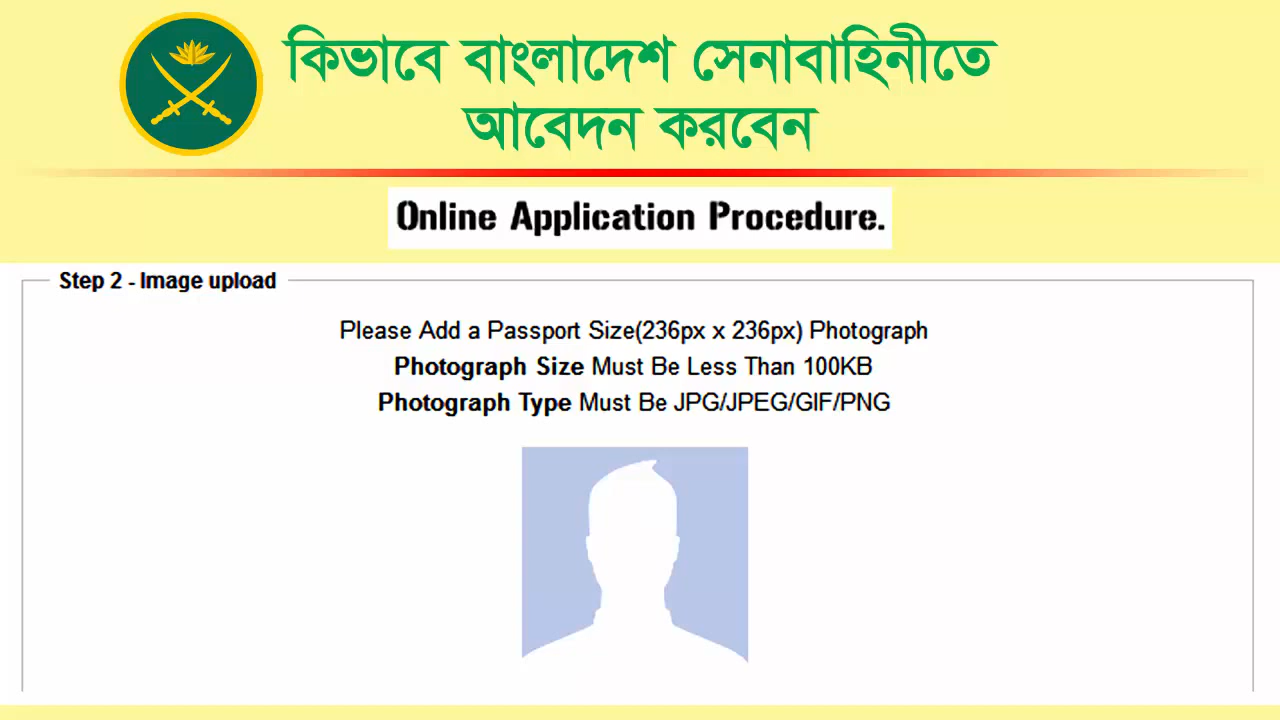 কিভাবে বাংলাদেশ সেনাবাহিনীতে
আবেদন করবেন
Online Application Procedure.
Step 2 - Image upload
Please Add a Passport Size(236px x 236px) Photograph
Photograph Size Must Be Less Than 100KB
Photograph Type Must Be JPG/JPEG/GIF/PNG